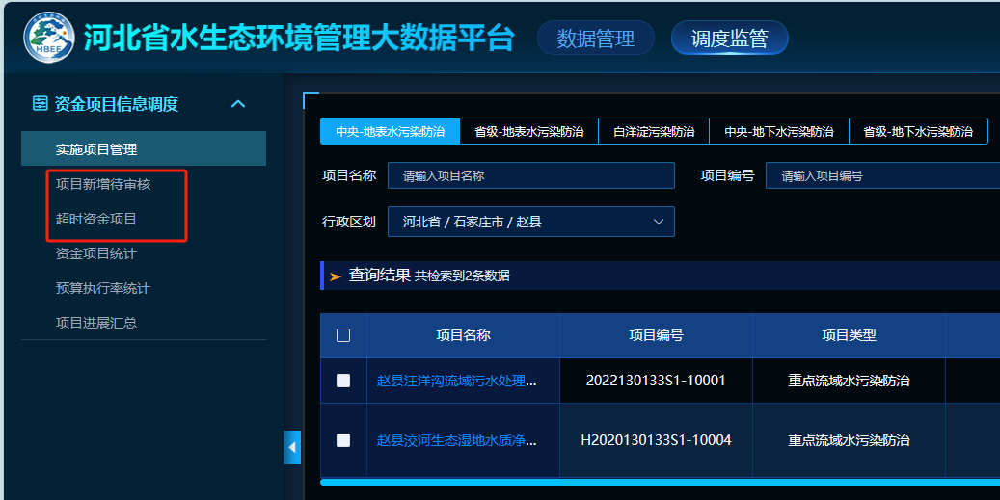 HBEE
河北省水生态环境管理大数据平台
数据管理
调度监管
资金项目信息调度
实施项目管理
项目新增待审核
超时资金项目
资金项目统计
预算执行率统计
项目进展汇总
中央-地表水污染防治 省级-地表水污染防治 白洋淀污染防治 中央-地下水污染防治 省级-地下水污染防治
项目名称 请输入项目名称 项目编号 请输入项目编号
行政区划 河北省 / 石家庄市 / 赵县
查询结果 共检索到2条数据
项目名称 项目编号 项目类型
赵县汪洋沟流域污水处理... 2022130133S1-10001 重点流域水污染防治
赵县洨河生态湿地水质净... H2020130133S1-10004 重点流域水污染防治